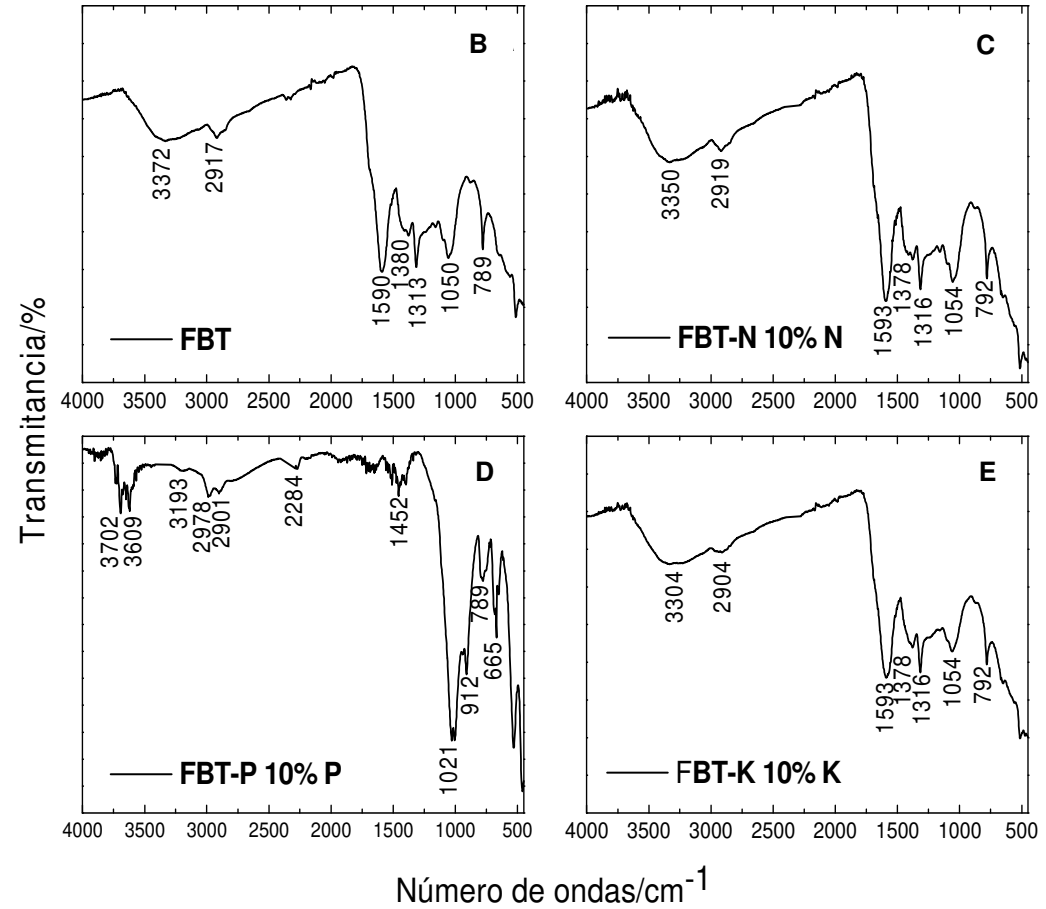 Transmitancia/%
B
3372
2917
1590
1380
1313
1050
789
FBT
4000 3500 3000 2500 2000 1500 1000 500
C
3350
2919
1593
1378
1316
1054
792
FBT-N 10% N
4000 3500 3000 2500 2000 1500 1000 500
D
3702
3609
3193
2978
2901
2284
1452
1021
912
789
665
FBT-P 10% P
4000 3500 3000 2500 2000 1500 1000 500
E
3304
2904
1593
1378
1316
1054
792
FBT-K 10% K
4000 3500 3000 2500 2000 1500 1000 500
Número de ondas/cm⁻¹